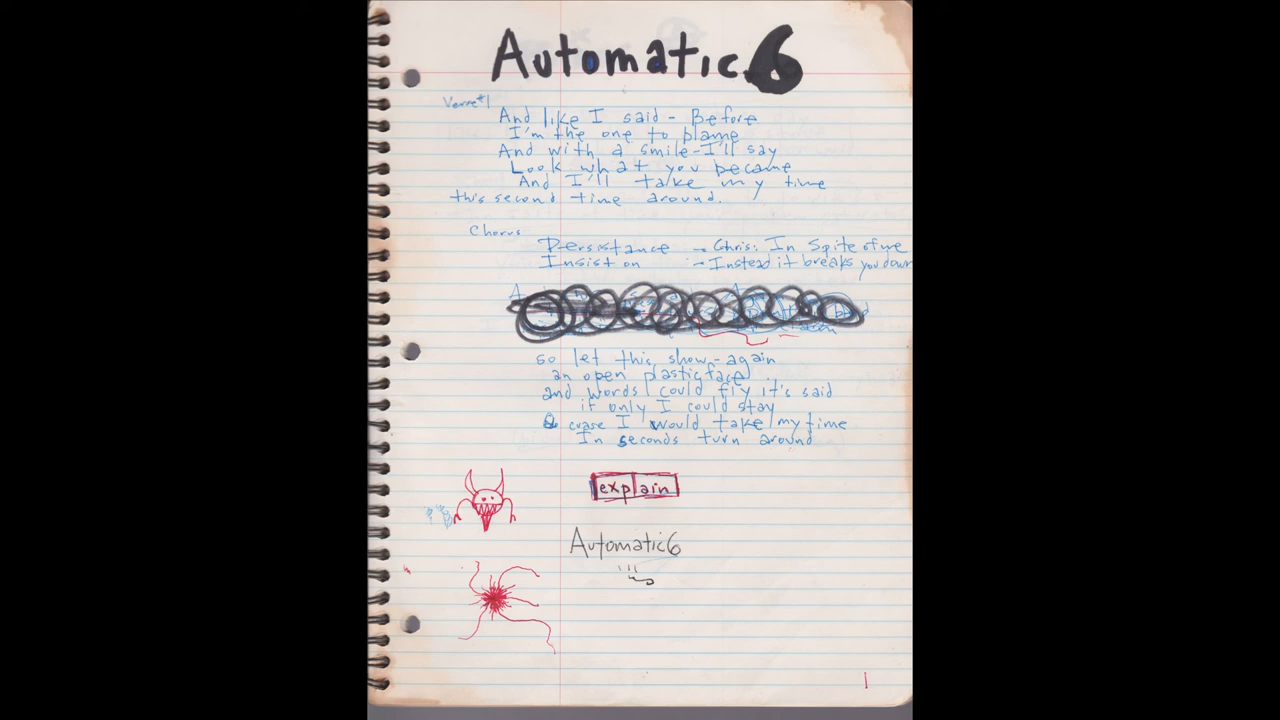 Automatic6
Verse#1
And like I said - Before
I'm the one to blame
And with a smile - I'll say
Look what you became
And I'll take my time
this second time around.
Chorus
Persistance → Chris: In Spite of me
Insist on → Instead it breaks you down
so let this show - again
an open plastic face
and words could fly it's said
if only I could stay
cuase I would take my time
In seconds turn around
explain
Automatic6
1